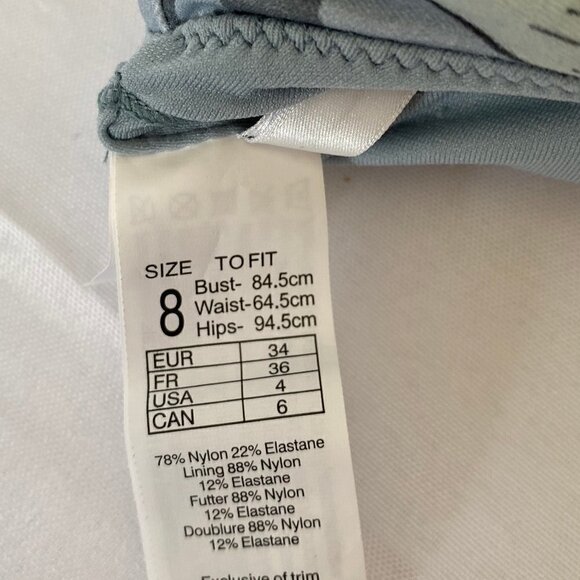 SIZE TO FIT
8 Bust- 84.5cm
Waist-64.5cm
Hips- 94.5cm
EUR 34
FR 36
USA 4
CAN 6
78% Nylon 22% Elastane
Lining 88% Nylon
12% Elastane
Futter 88% Nylon
12% Elastane
Doublure 88% Nylon
12% Elastane
Exclusive of trim